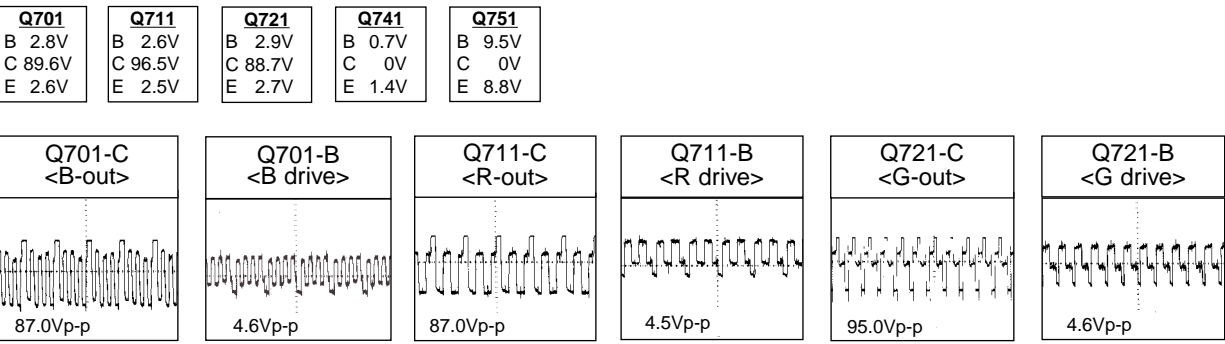 Q701 Q711 Q721 Q741 Q751
B 2.8V B 2.6V B 2.9V B 0.7V B 9.5V
C 89.6V C 96.5V C 88.7V C 0V C 0V
E 2.6V E 2.5V E 2.7V E 1.4V E 8.8V
Q701-C Q701-B Q711-C Q711-B Q721-C Q721-B
<B-out> <B drive> <R-out> <R drive> <G-out> <G drive>
87.0Vp-p 4.6Vp-p 87.0Vp-p 4.5Vp-p 95.0Vp-p 4.6Vp-p